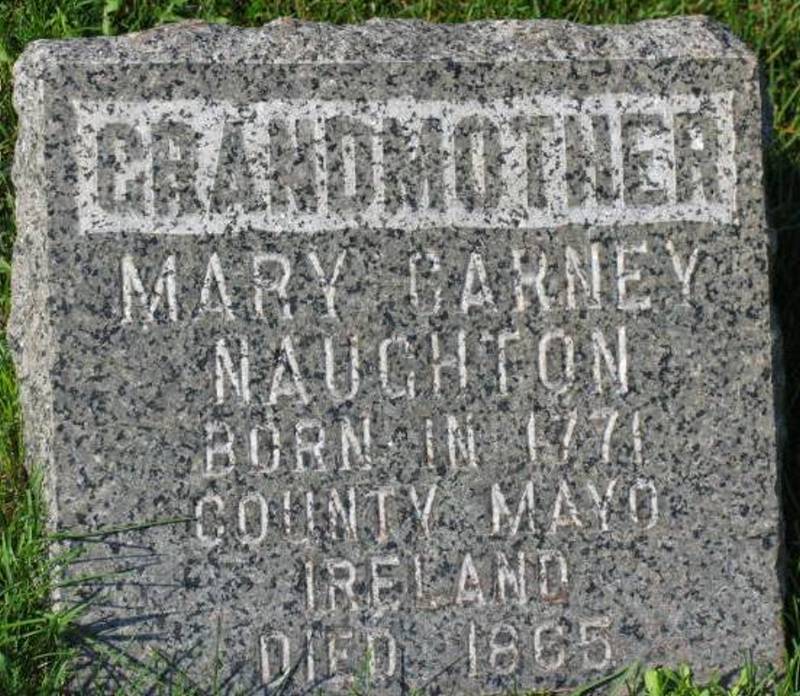 GRANDMOTHER
MARY CARNEY
NAUGHTON
BORN IN 1771
COUNTY MAYO
IRELAND
DIED 1865